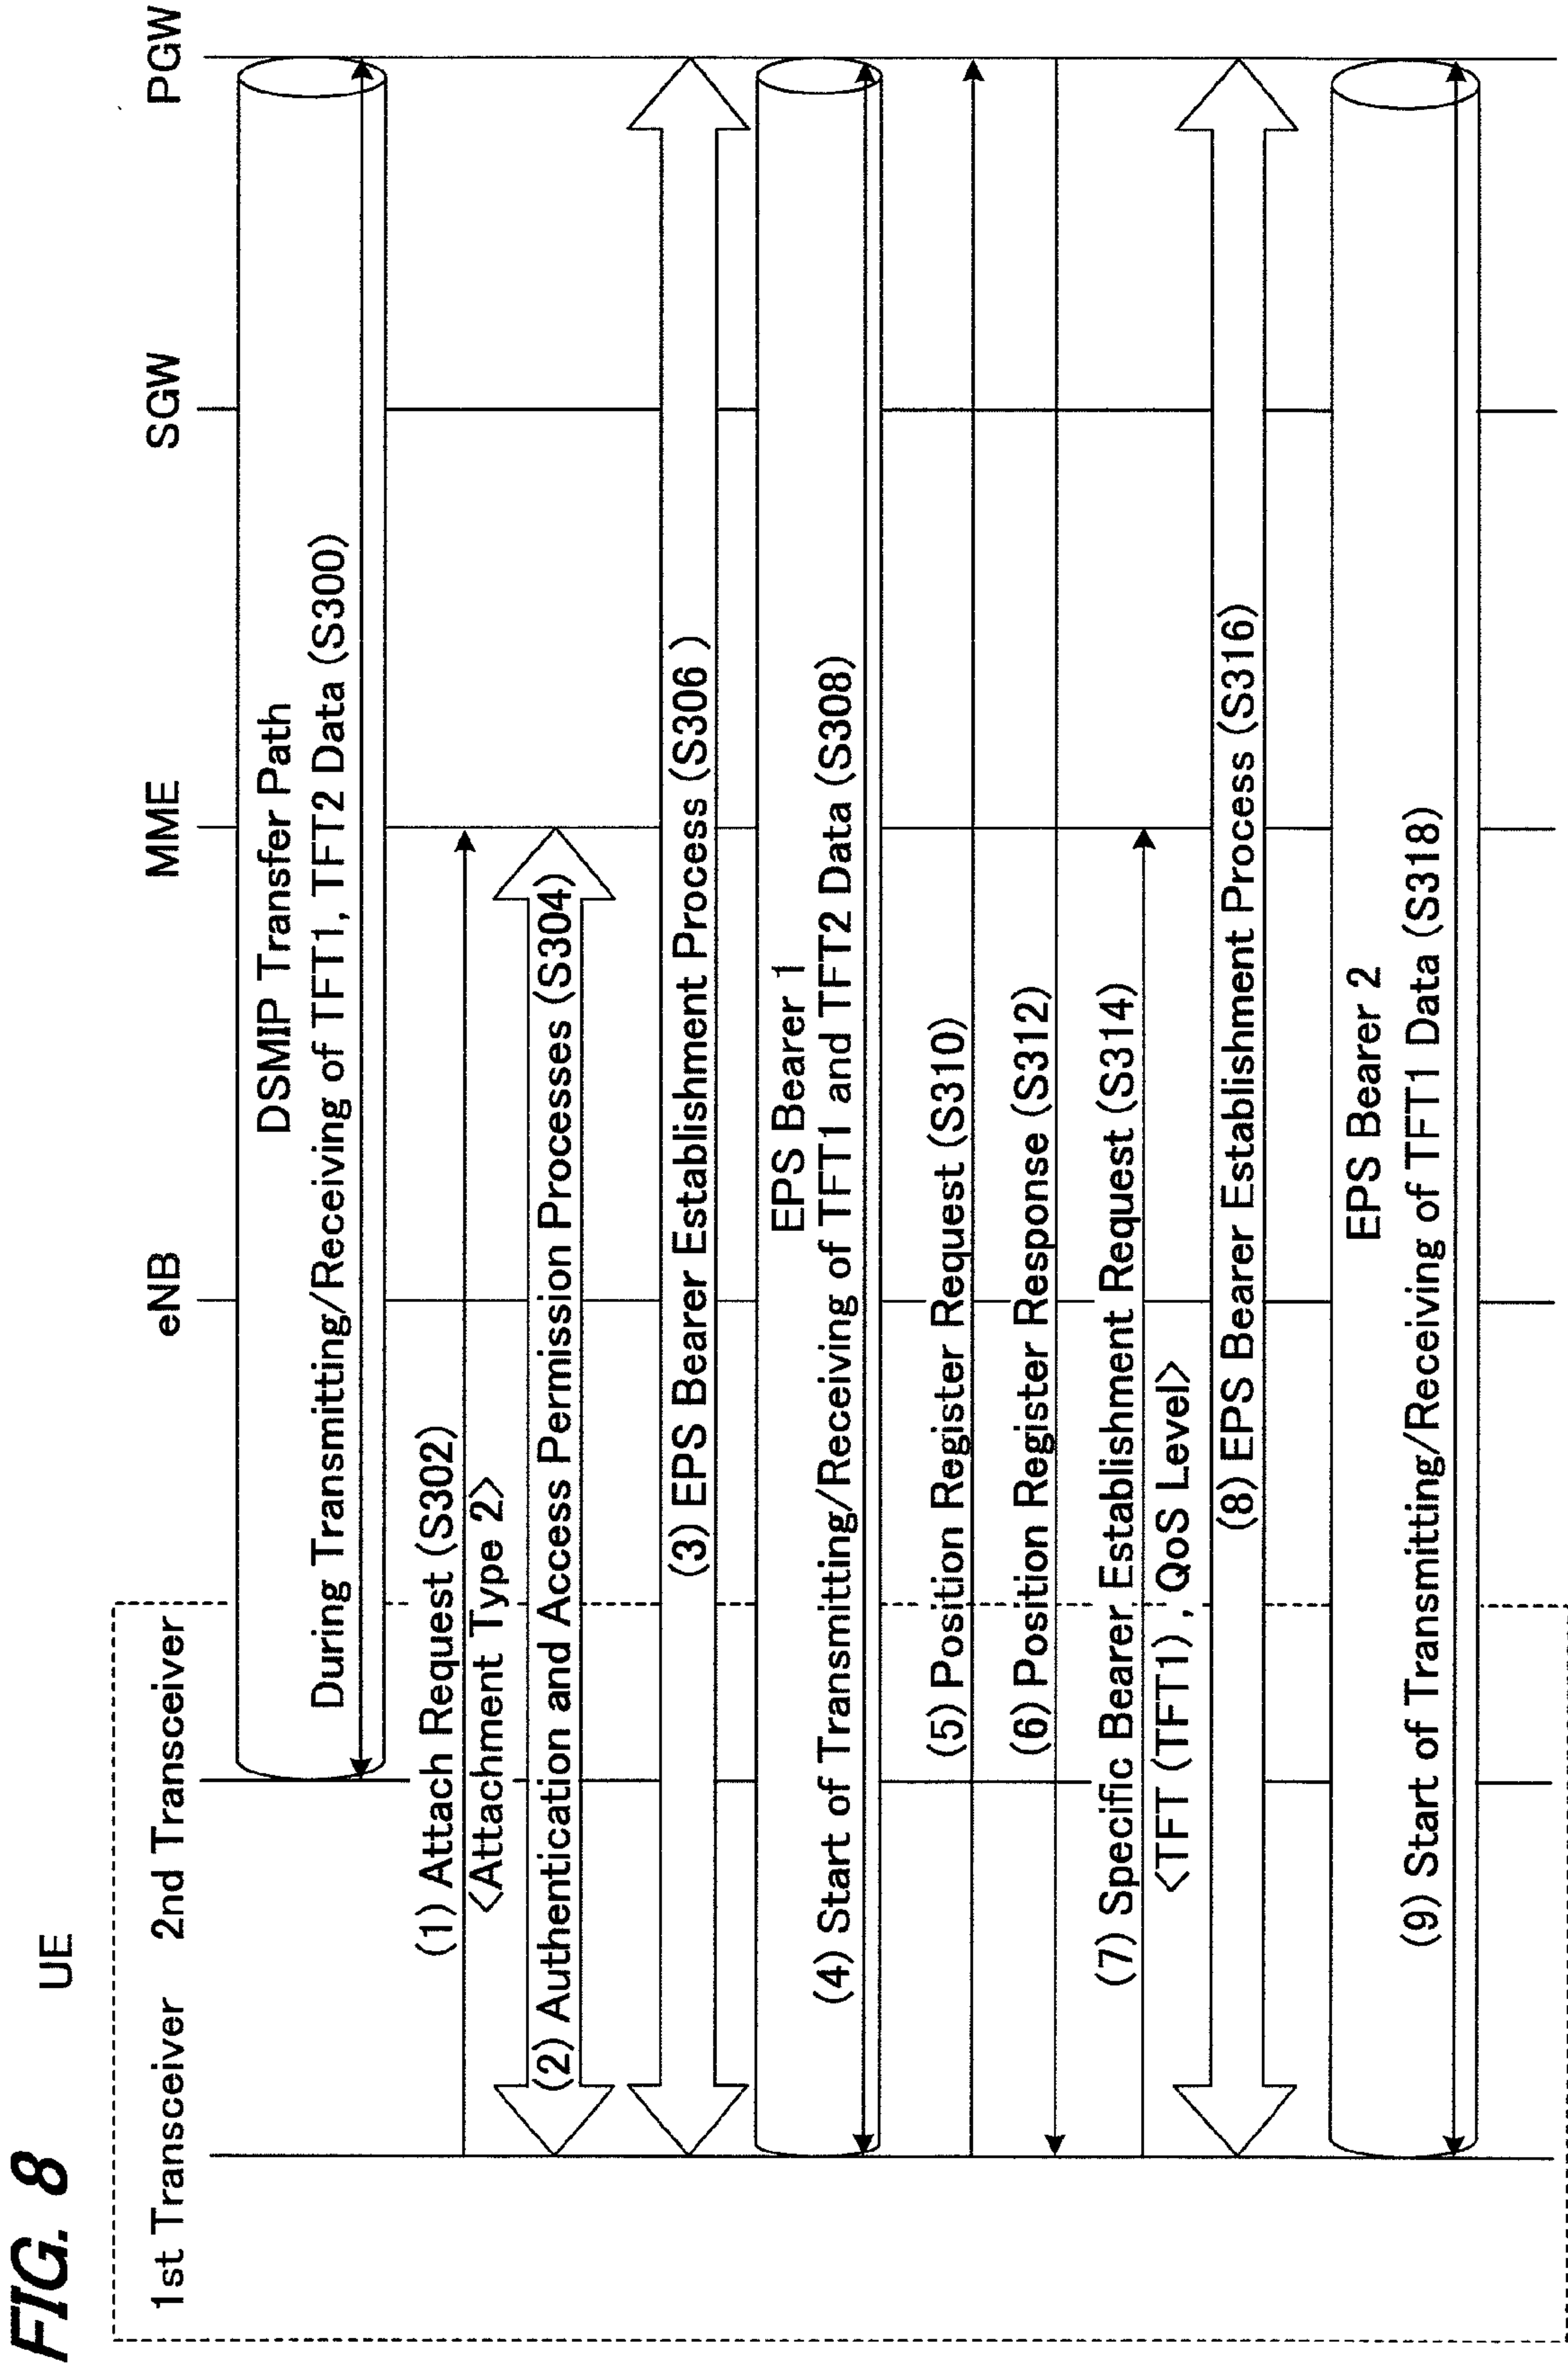 FIG. 8
UE
1st Transceiver
2nd Transceiver
eNB
MME
SGW
PGW
DSMIP Transfer Path
During Transmitting/Receiving of TFT1, TFT2 Data (S300)
(1) Attach Request (S302)
<Attachment Type 2>
(2) Authentication and Access Permission Processes (S304)
(3) EPS Bearer Establishment Process (S306 )
EPS Bearer 1
(4) Start of Transmitting/Receiving of TFT1 and TFT2 Data (S308)
(5) Position Register Request (S310)
(6) Position Register Response (S312)
(7) Specific Bearer Establishment Request (S314)
<TFT (TFT1), QoS Level>
(8) EPS Bearer Establishment Process (S316)
EPS Bearer 2
(9) Start of Transmitting/Receiving of TFT1 Data (S318)